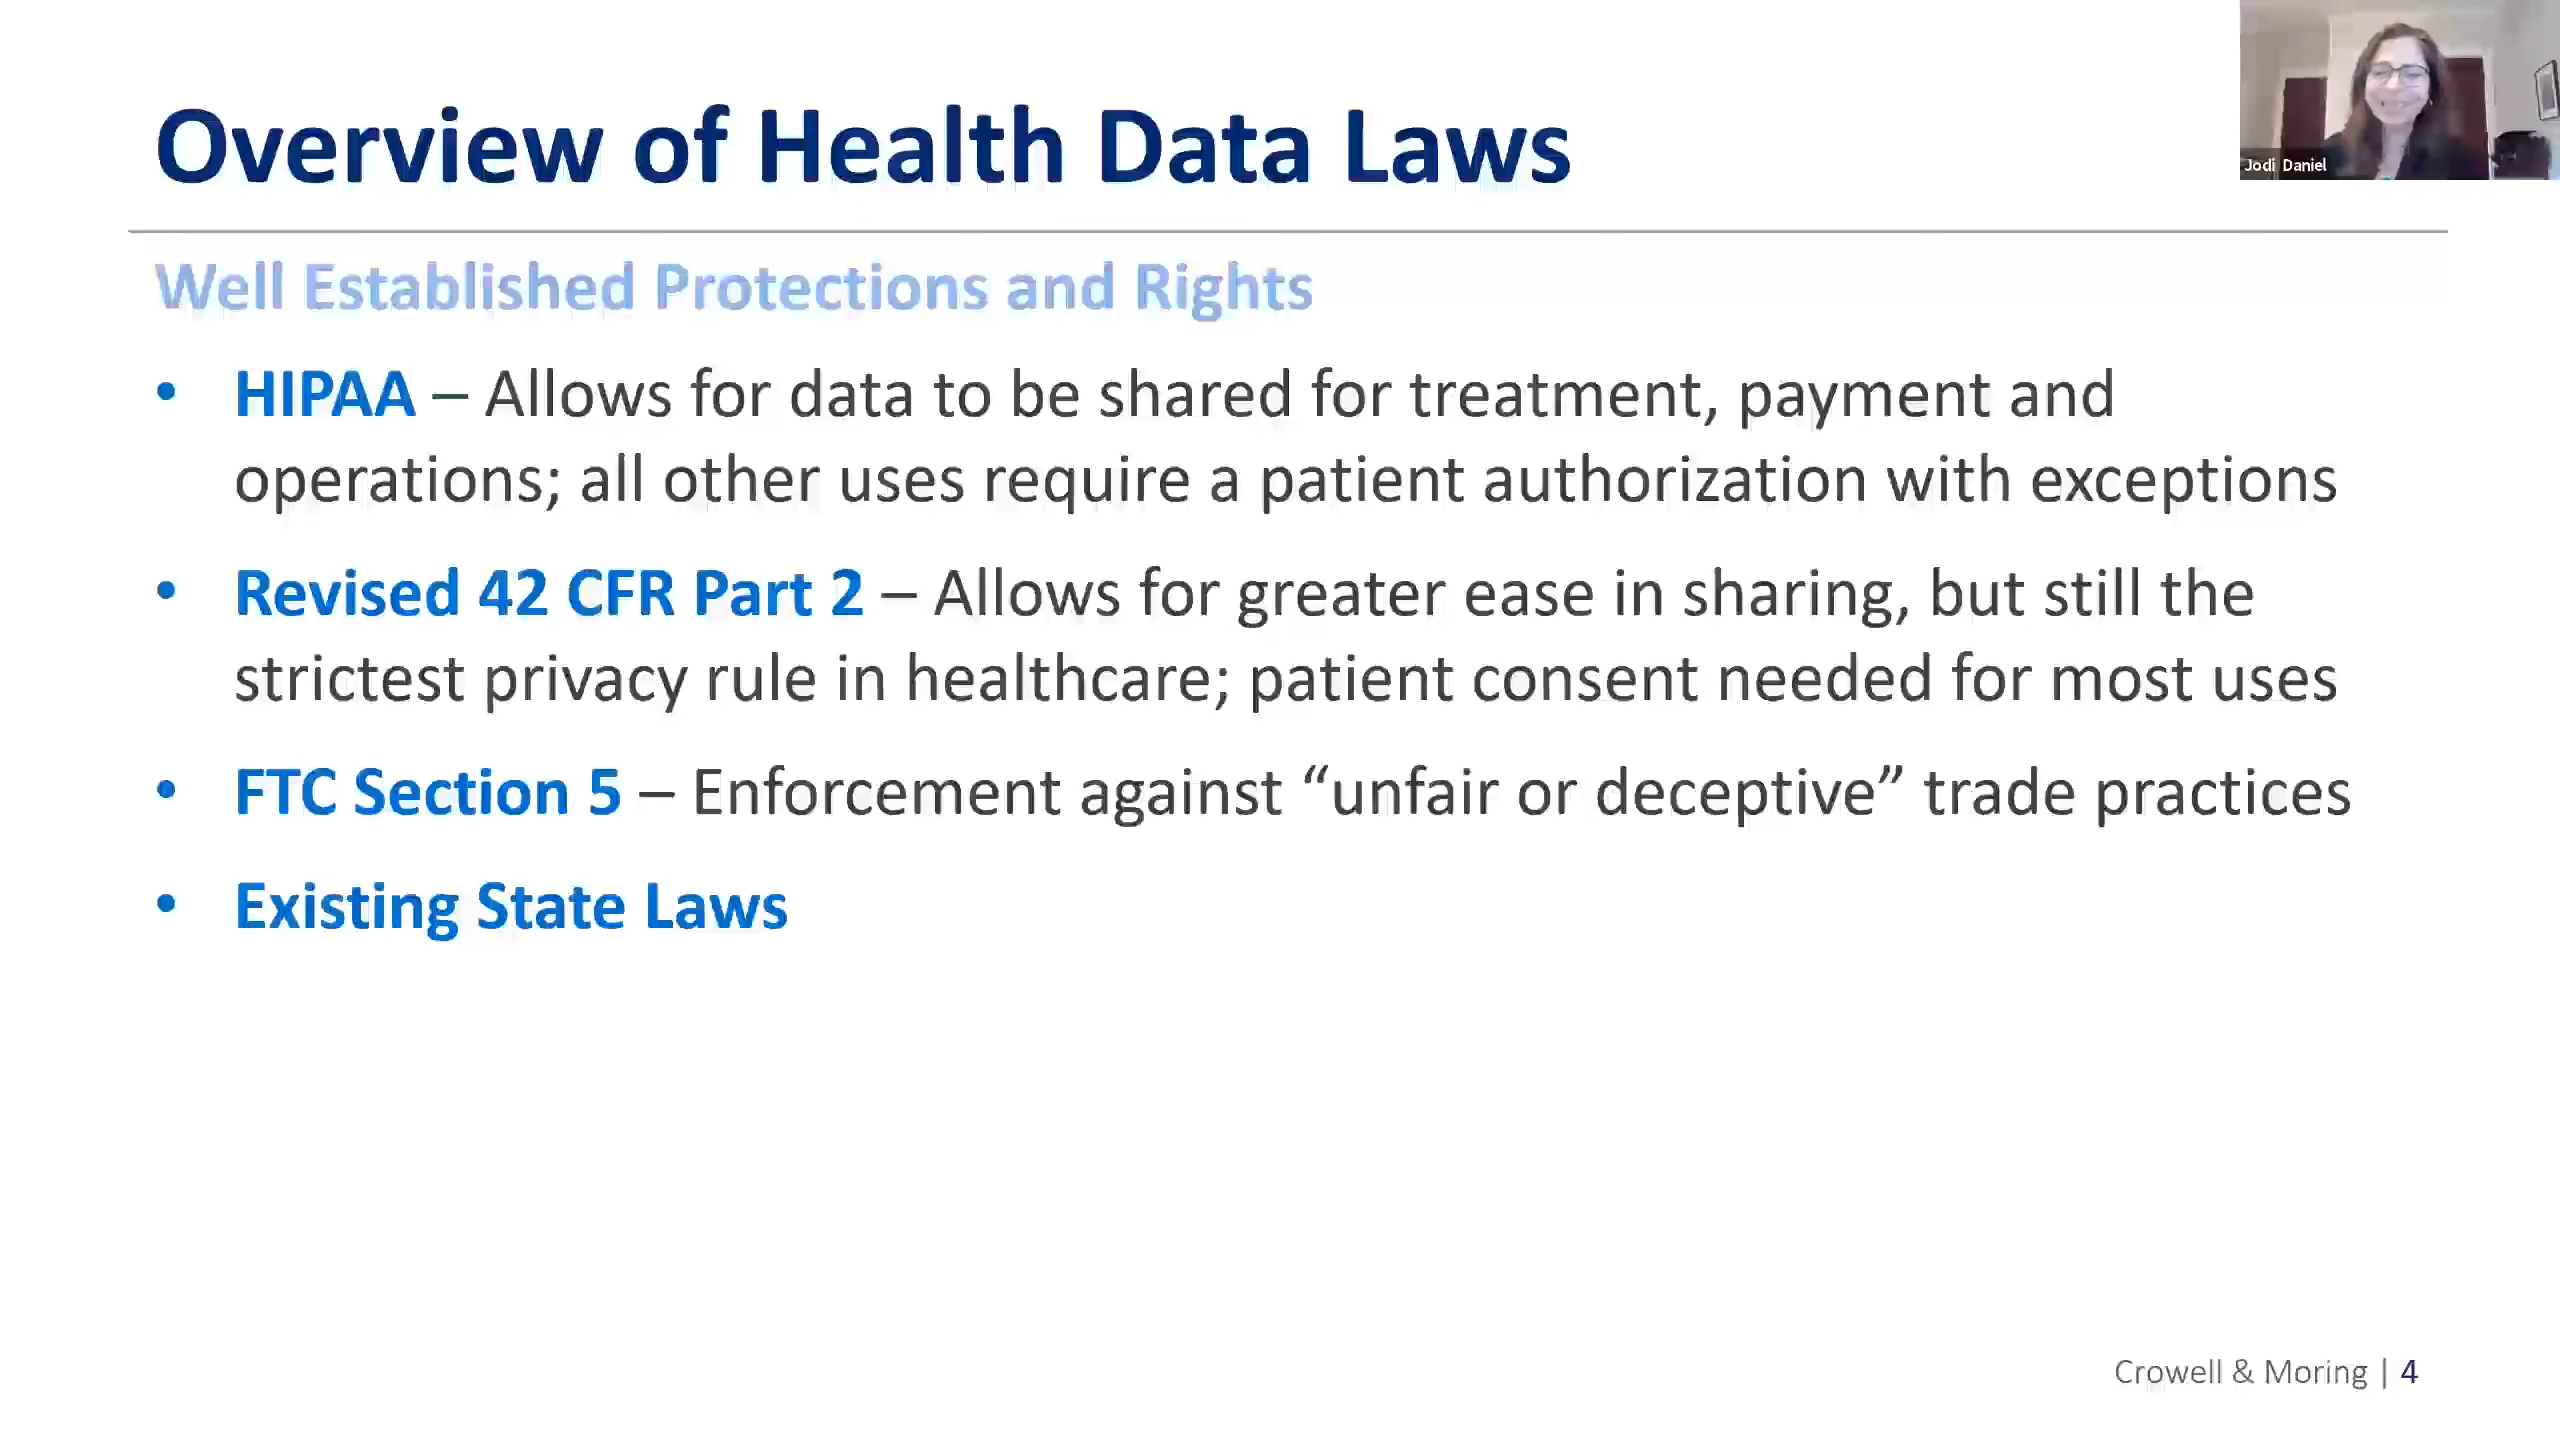 Jodi Daniel
Overview of Health Data Laws
Well Established Protections and Rights
• HIPAA – Allows for data to be shared for treatment, payment and
operations; all other uses require a patient authorization with exceptions
• Revised 42 CFR Part 2 – Allows for greater ease in sharing, but still the
strictest privacy rule in healthcare; patient consent needed for most uses
• FTC Section 5 – Enforcement against “unfair or deceptive” trade practices
• Existing State Laws
Crowell & Moring | 4